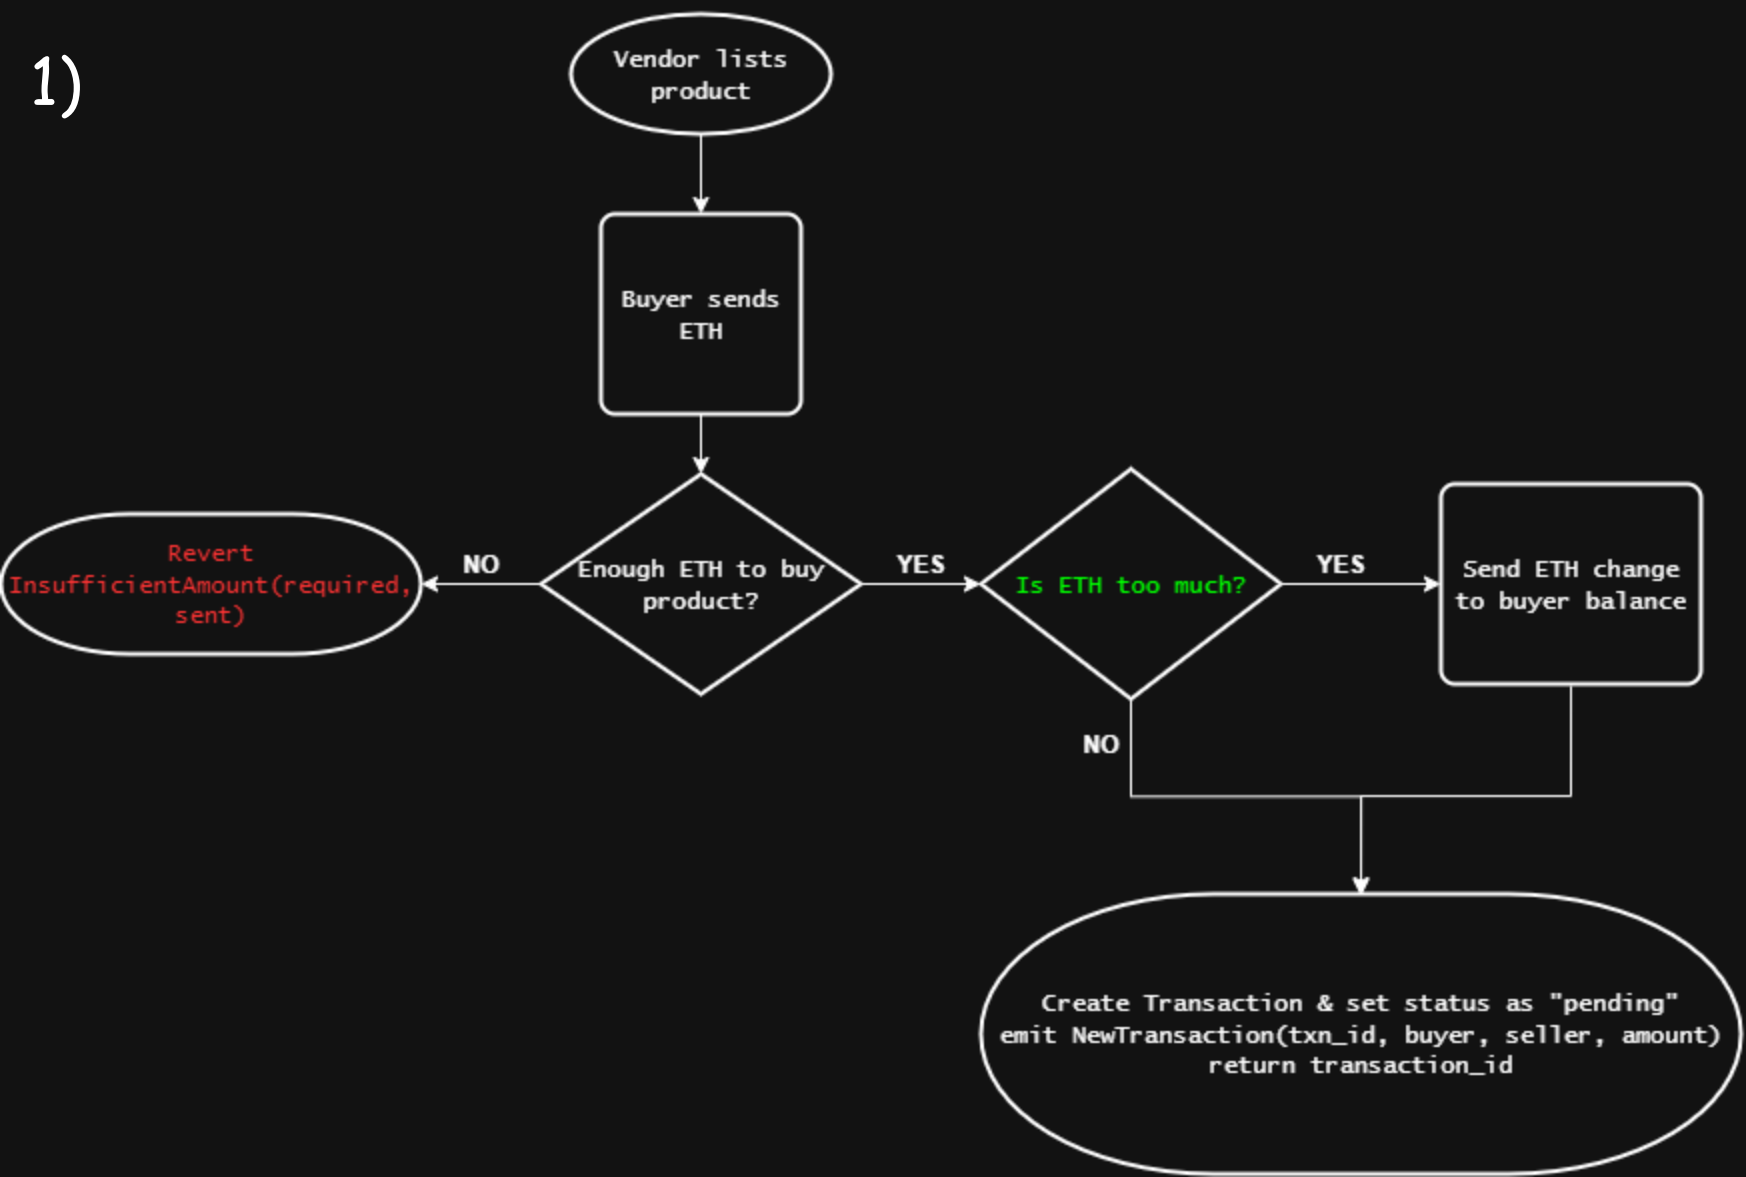 1)
Vendor lists
product
Buyer sends
ETH
Enough ETH to buy
product?
NO
Revert
InsufficientAmount(required,
sent)
YES
Is ETH too much?
YES
Send ETH change
to buyer balance
NO
Create Transaction & set status as "pending"
emit NewTransaction(txn_id, buyer, seller, amount)
return transaction_id